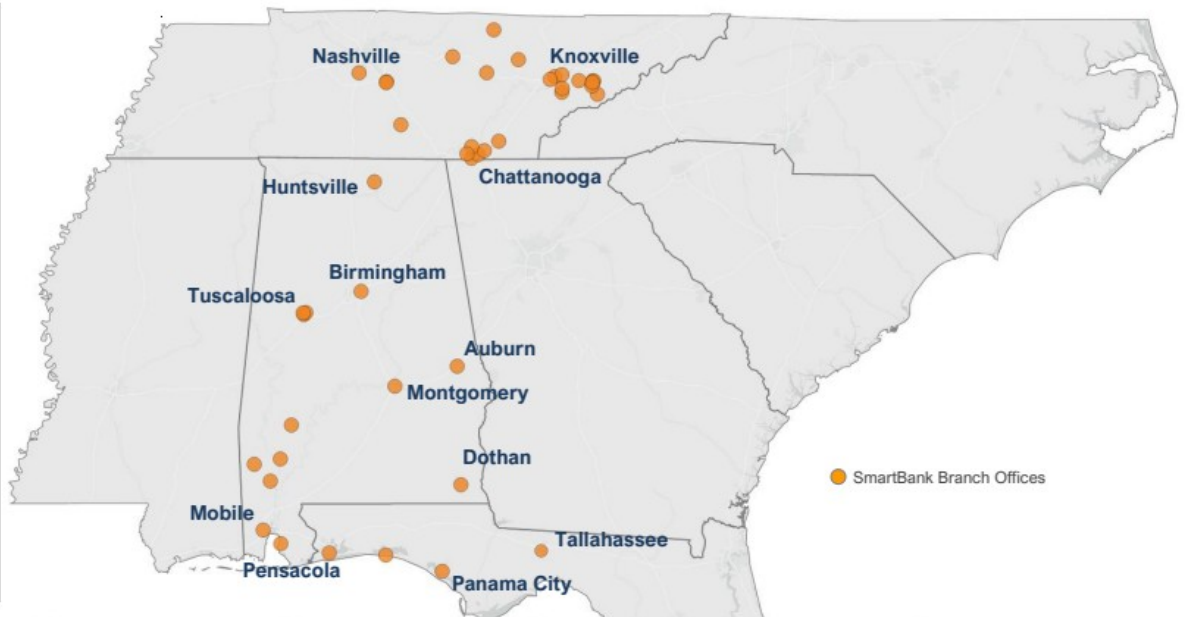 Nashville
Knoxville
Chattanooga
Huntsville
Birmingham
Tuscaloosa
Auburn
Montgomery
Dothan
SmartBank Branch Offices
Mobile
Tallahassee
Pensacola
Panama City